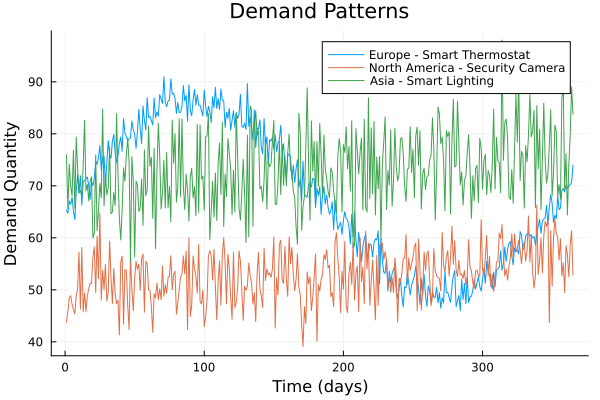 Demand Patterns
Europe - Smart Thermostat
North America - Security Camera
Asia - Smart Lighting
Demand Quantity
90
80
70
60
50
40
0
100
200
300
Time (days)